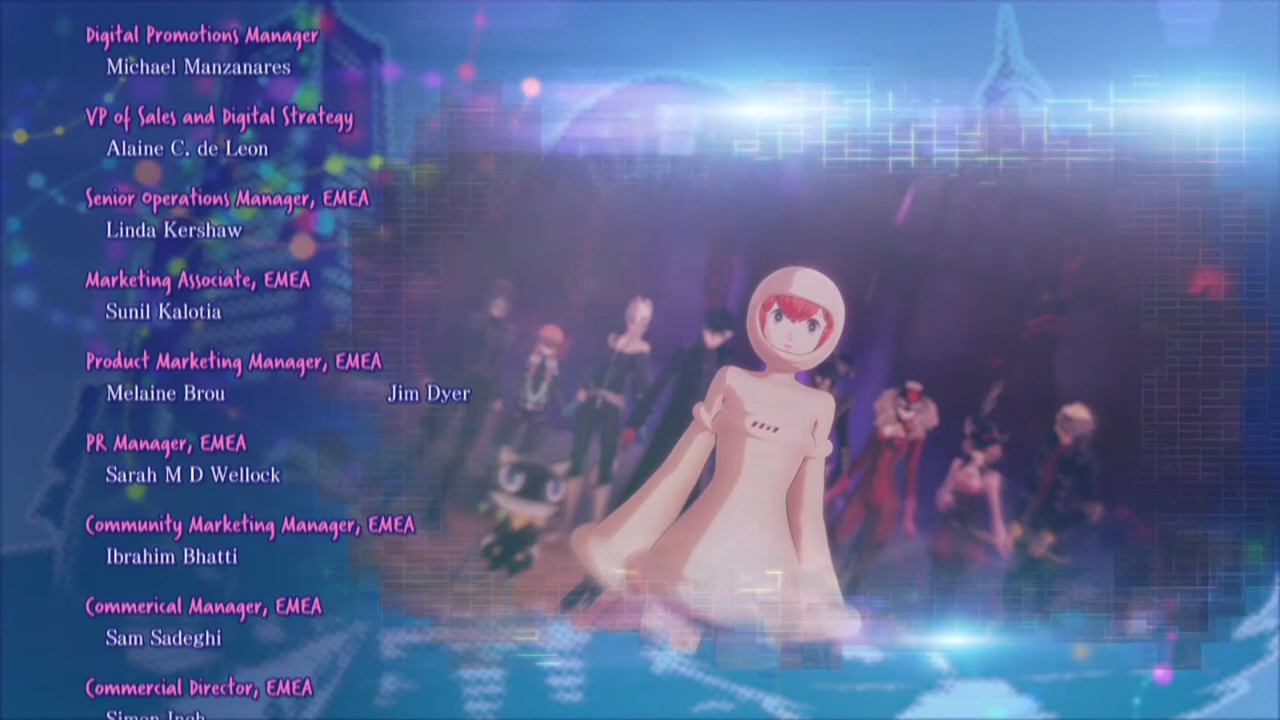 Digital Promotions Manager
Michael Manzanares
VP of Sales and Digital Strategy
Alaine C. de Leon
Senior Operations Manager, EMEA
Linda Kershaw
Marketing Associate, EMEA
Sunil Kalotia
Product Marketing Manager, EMEA
Melaine Brou Jim Dyer
PR Manager, EMEA
Sarah M D Wellock
Community Marketing Manager, EMEA
Ibrahim Bhatti
Commerical Manager, EMEA
Sam Sadeghi
Commercial Director, EMEA
Simon